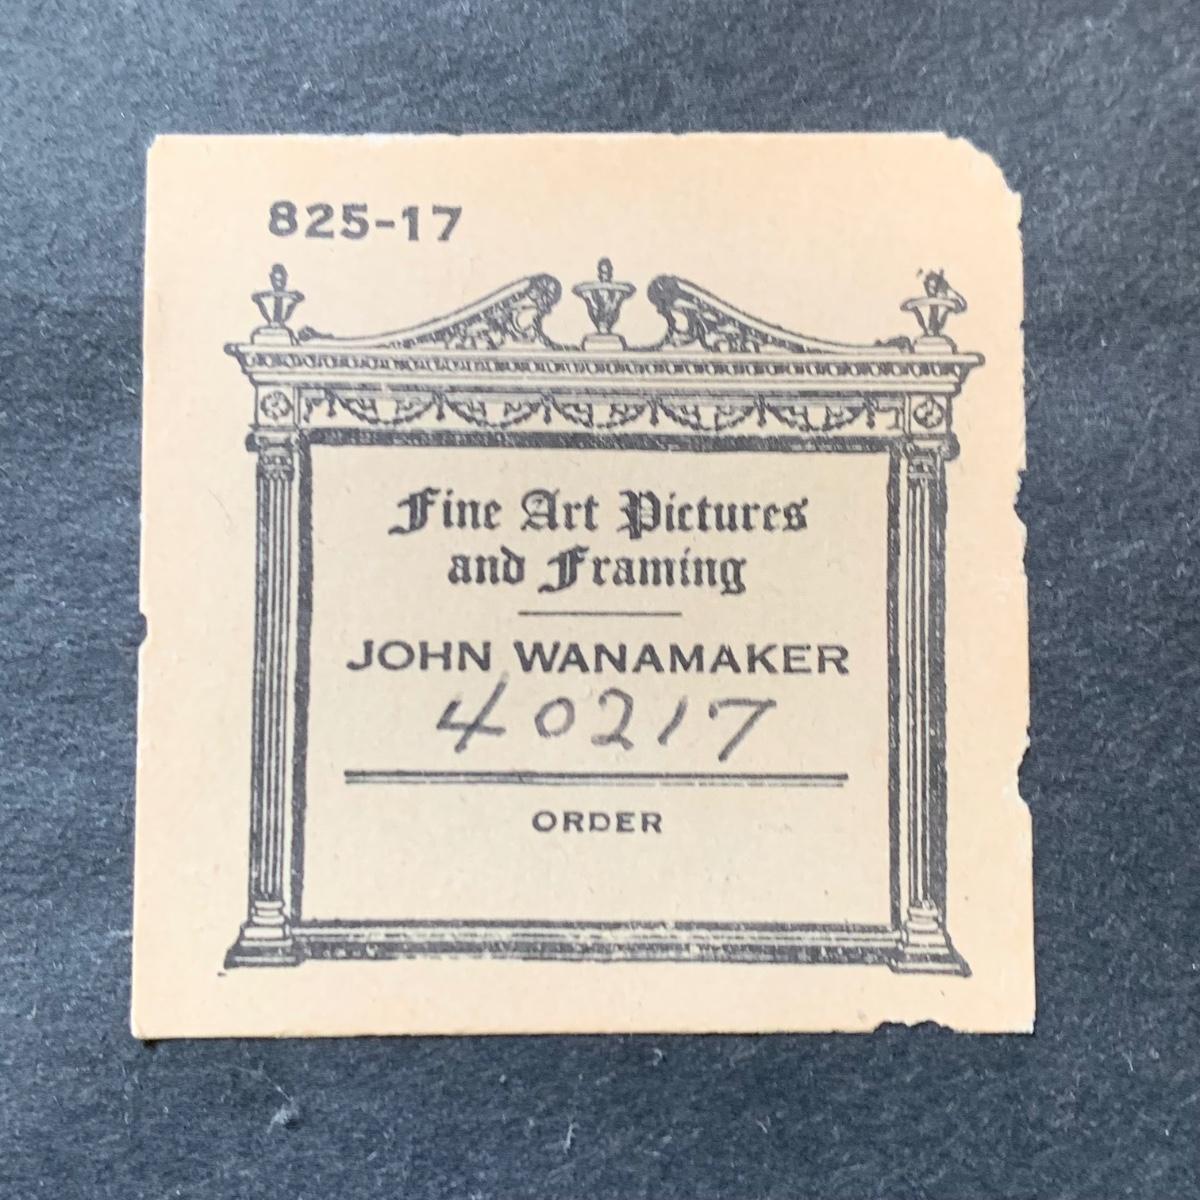 825-17
Fine Art Pictures
and Framing
JOHN WANAMAKER
40217
ORDER